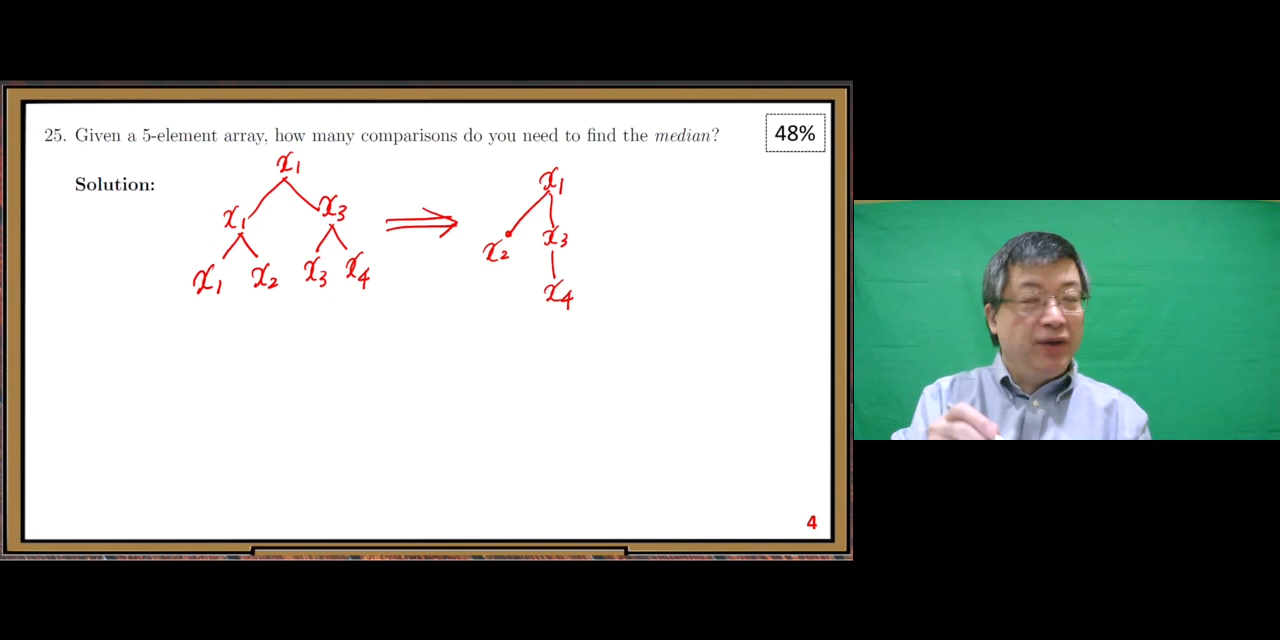 25. Given a 5-element array, how many comparisons do you need to find the median?
48%
Solution:
x1
x1 x3
x1 x2 x3 x4
x1
x2 x3
x4
4